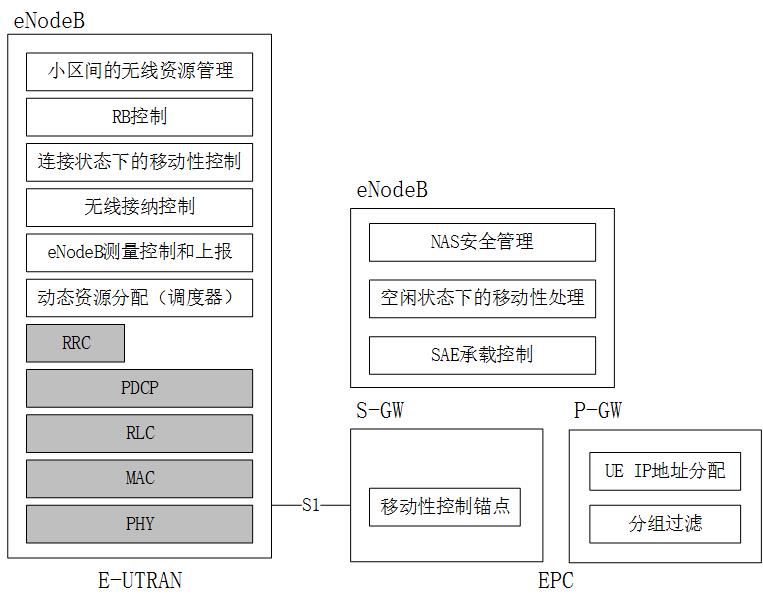 eNodeB
小区间的无线资源管理
RB控制
连接状态下的移动性控制
无线接纳控制
eNodeB测量控制和上报
动态资源分配（调度器）
RRC
PDCP
RLC
MAC
PHY
E-UTRAN
S1
eNodeB
NAS安全管理
空闲状态下的移动性处理
SAE承载控制
S-GW
移动性控制锚点
P-GW
UE IP地址分配
分组过滤
EPC